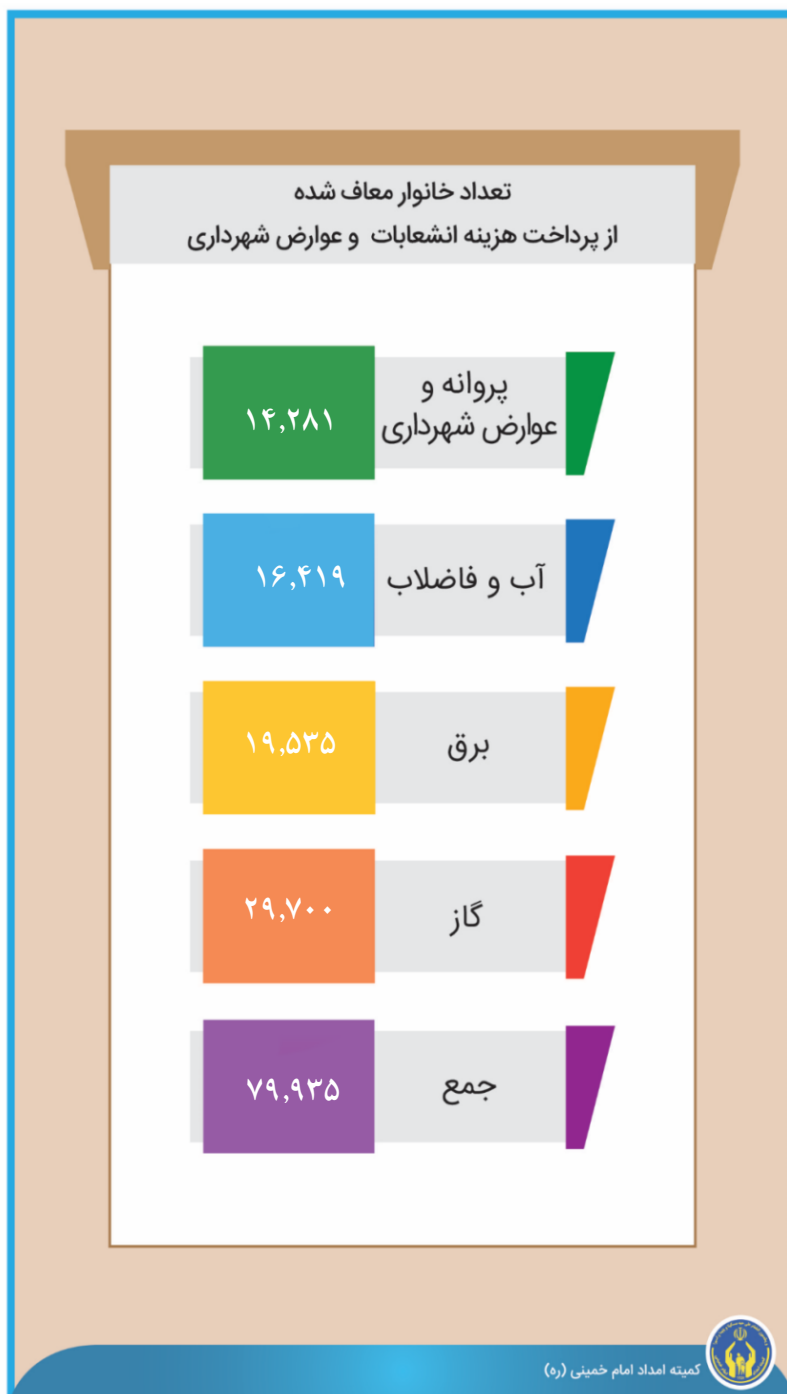 تعداد خانوار معاف شده
از پرداخت هزینه انشعابات و عوارض شهرداری
پروانه و
عوارض شهرداری
۱۴,۲۸۱
آب و فاضلاب
۱۶,۴۱۹
برق
۱۹,۵۳۵
گاز
۲۹,۷۰۰
جمع
۷۹,۹۳۵
کمیته امداد امام خمینی (ره)